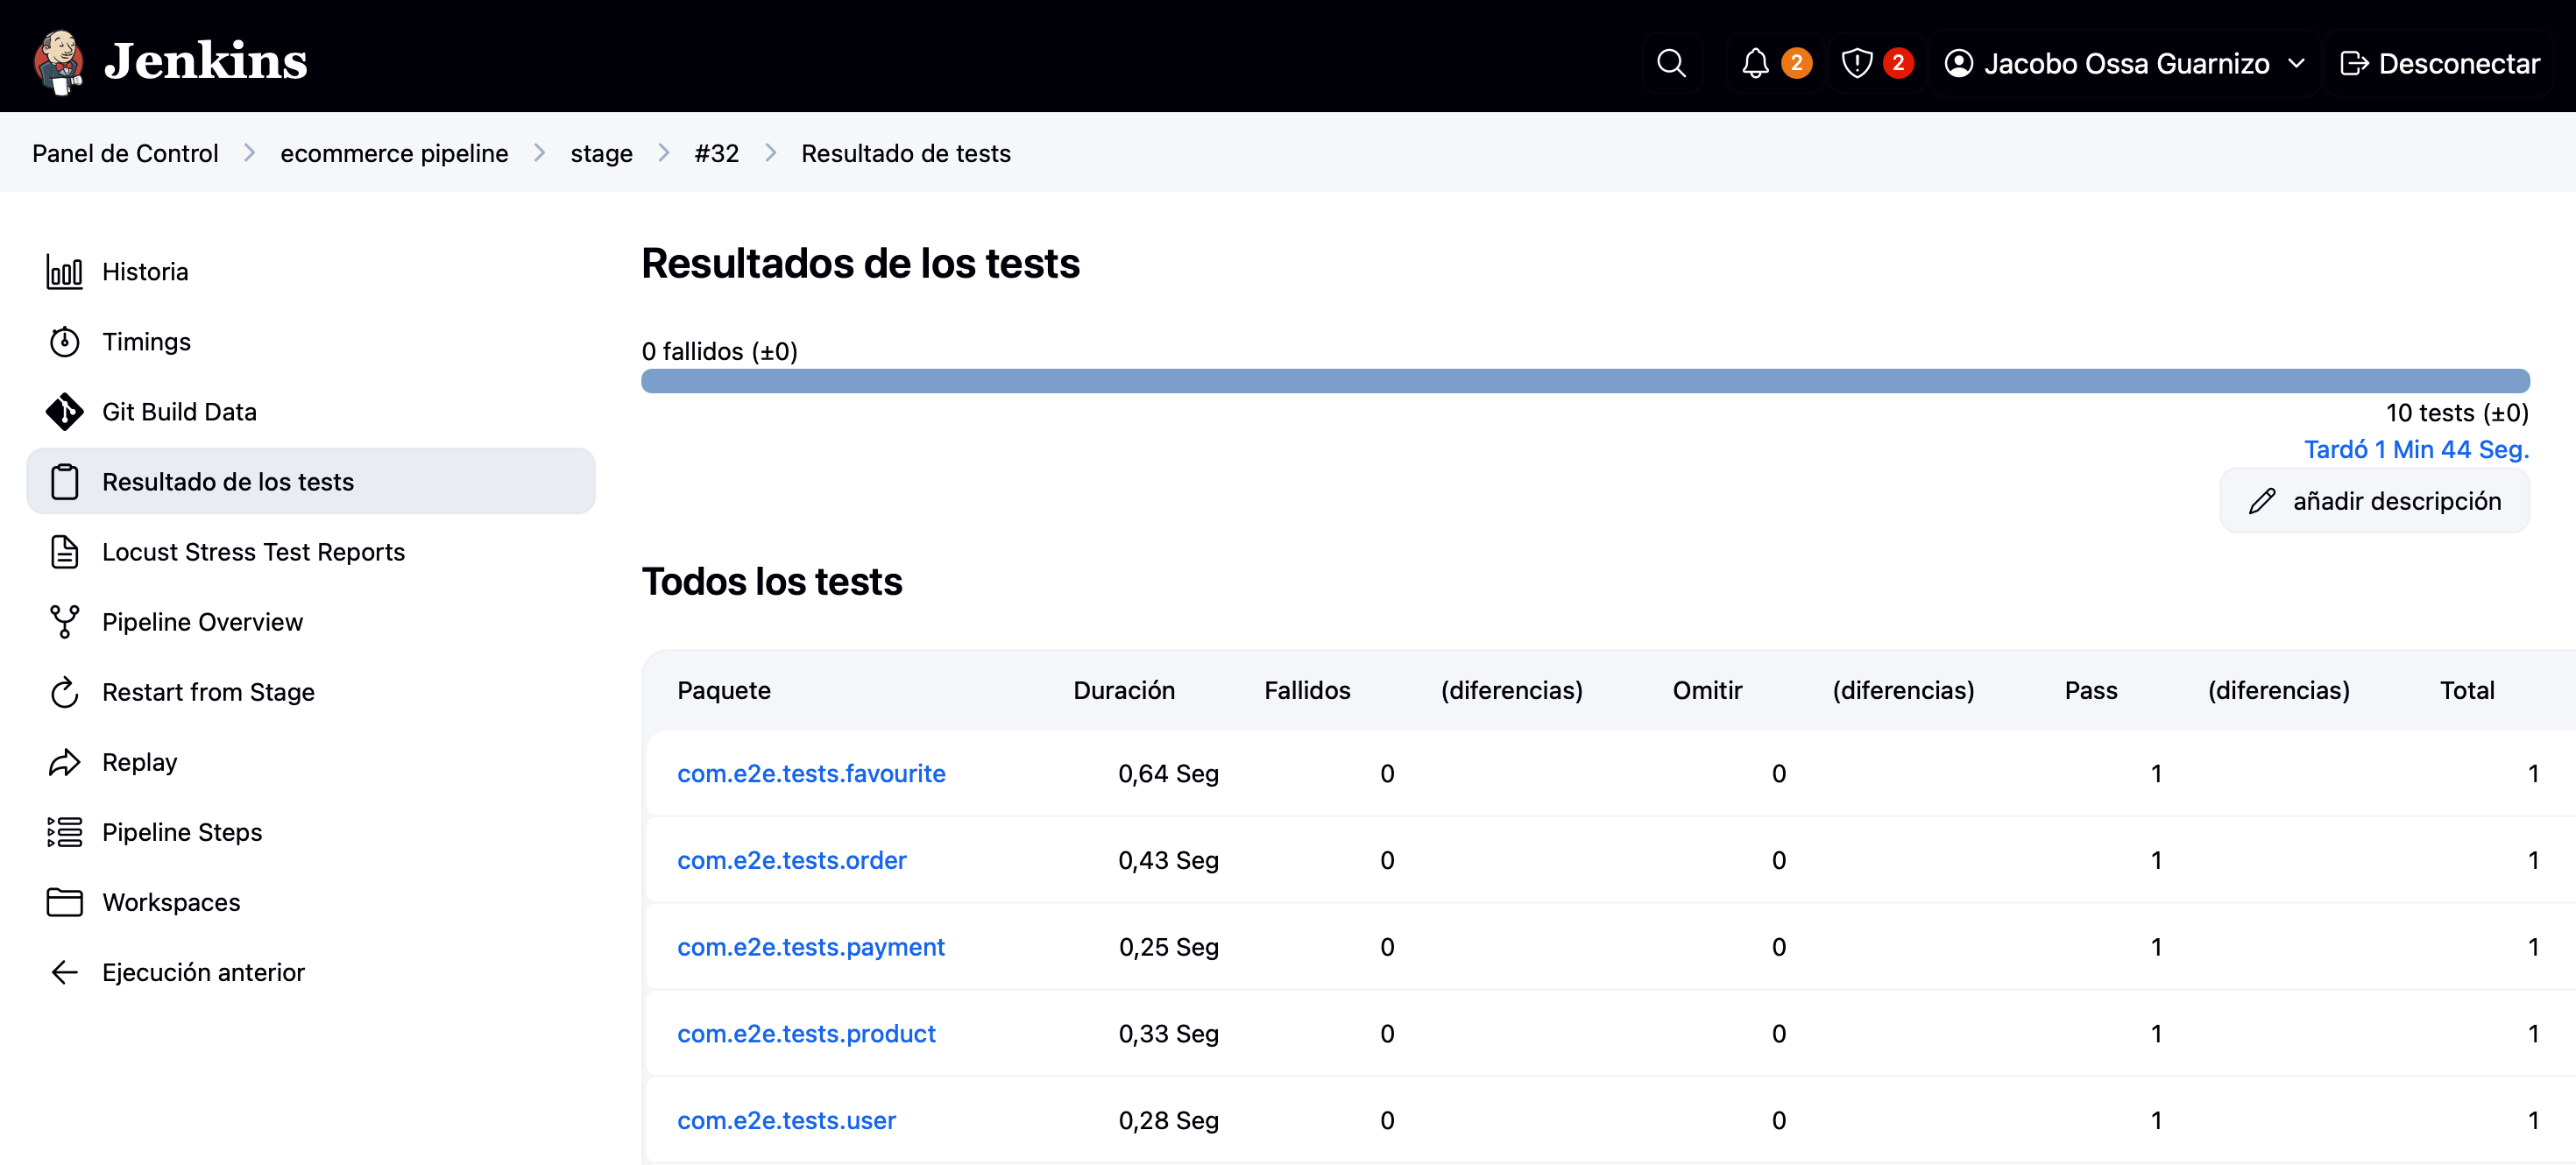 Jenkins
2
2
Jacobo Ossa Guarnizo
Desconectar
Panel de Control
ecommerce pipeline
stage
#32
Resultado de tests
Historia
Timings
Git Build Data
Resultado de los tests
Locust Stress Test Reports
Pipeline Overview
Restart from Stage
Replay
Pipeline Steps
Workspaces
Ejecución anterior
Resultados de los tests
0 fallidos (±0)
10 tests (±0)
Tardó 1 Min 44 Seg.
añadir descripción
Todos los tests
Paquete Duración Fallidos (diferencias) Omitir (diferencias) Pass (diferencias) Total
com.e2e.tests.favourite 0,64 Seg 0 0 1 1
com.e2e.tests.order 0,43 Seg 0 0 1 1
com.e2e.tests.payment 0,25 Seg 0 0 1 1
com.e2e.tests.product 0,33 Seg 0 0 1 1
com.e2e.tests.user 0,28 Seg 0 0 1 1